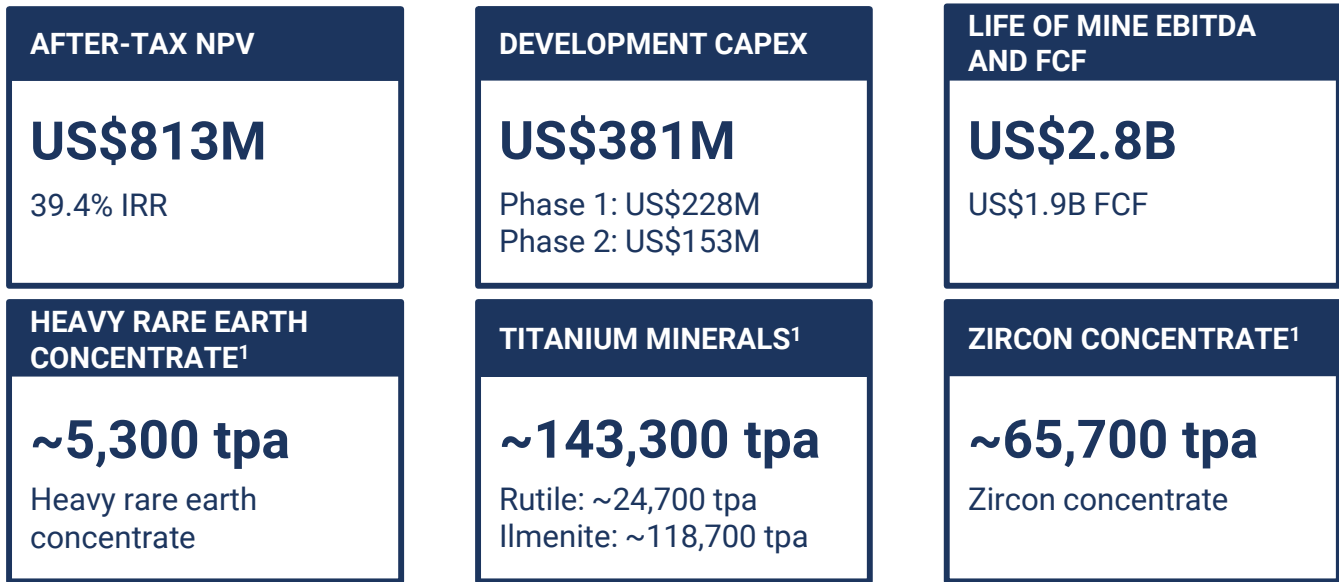 AFTER-TAX NPV
US$813M
39.4% IRR
DEVELOPMENT CAPEX
US$381M
Phase 1: US$228M
Phase 2: US$153M
LIFE OF MINE EBITDA
AND FCF
US$2.8B
US$1.9B FCF
HEAVY RARE EARTH
CONCENTRATE¹
~5,300 tpa
Heavy rare earth
concentrate
TITANIUM MINERALS¹
~143,300 tpa
Rutile: ~24,700 tpa
Ilmenite: ~118,700 tpa
ZIRCON CONCENTRATE¹
~65,700 tpa
Zircon concentrate